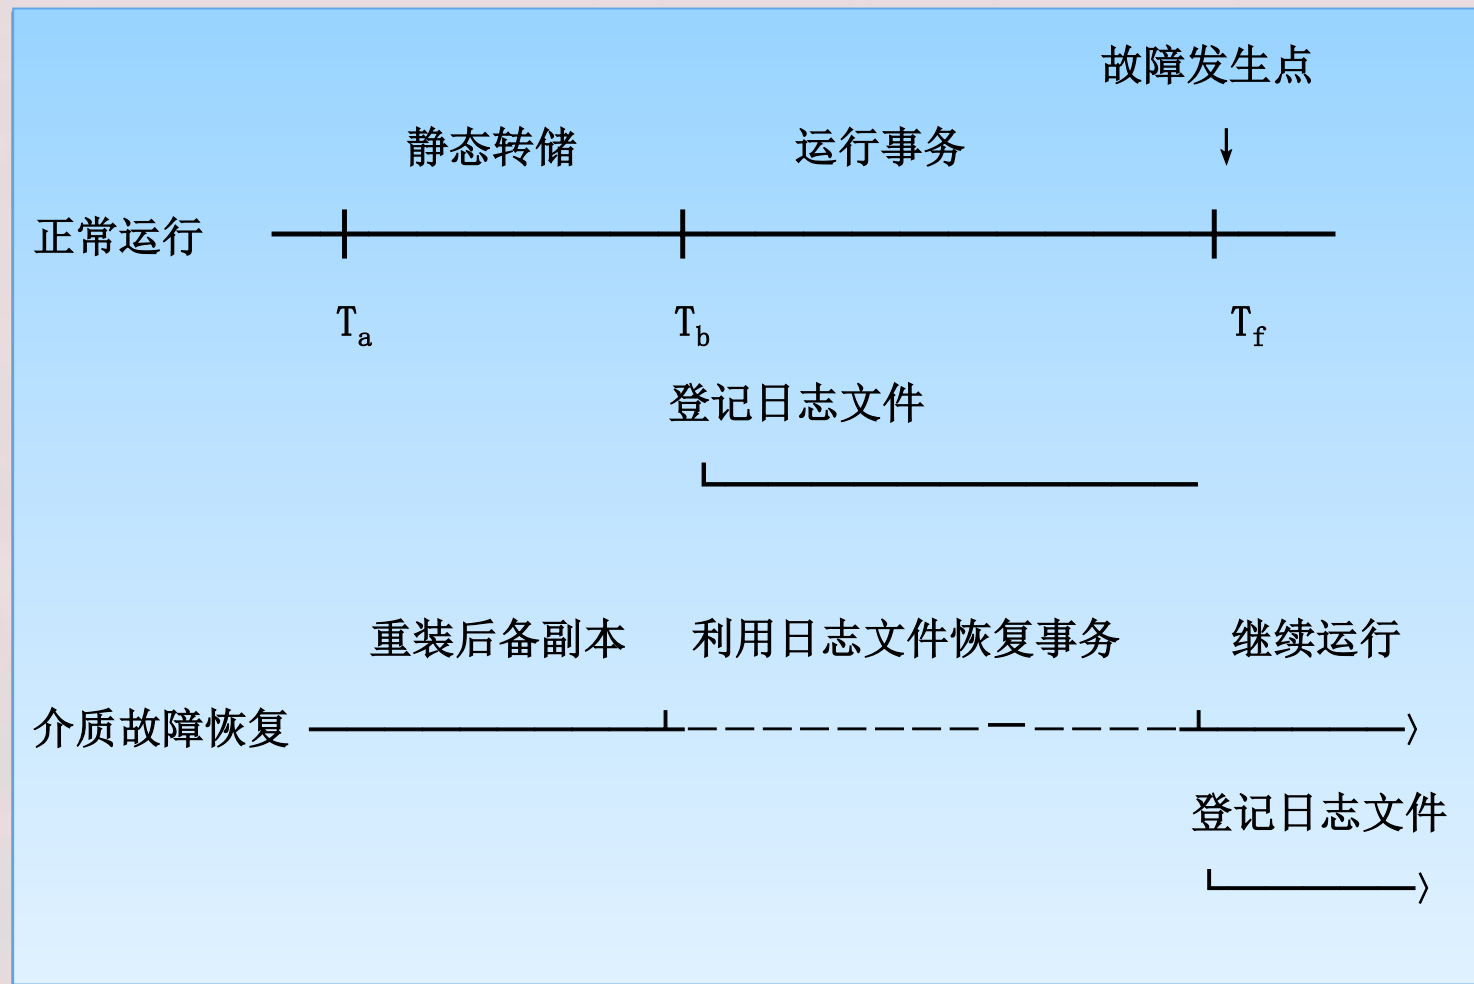 故障发生点
静态转储 运行事务 ↓
正常运行
Ta Tb Tf
登记日志文件
重装后备副本 利用日志文件恢复事务 继续运行
介质故障恢复
登记日志文件